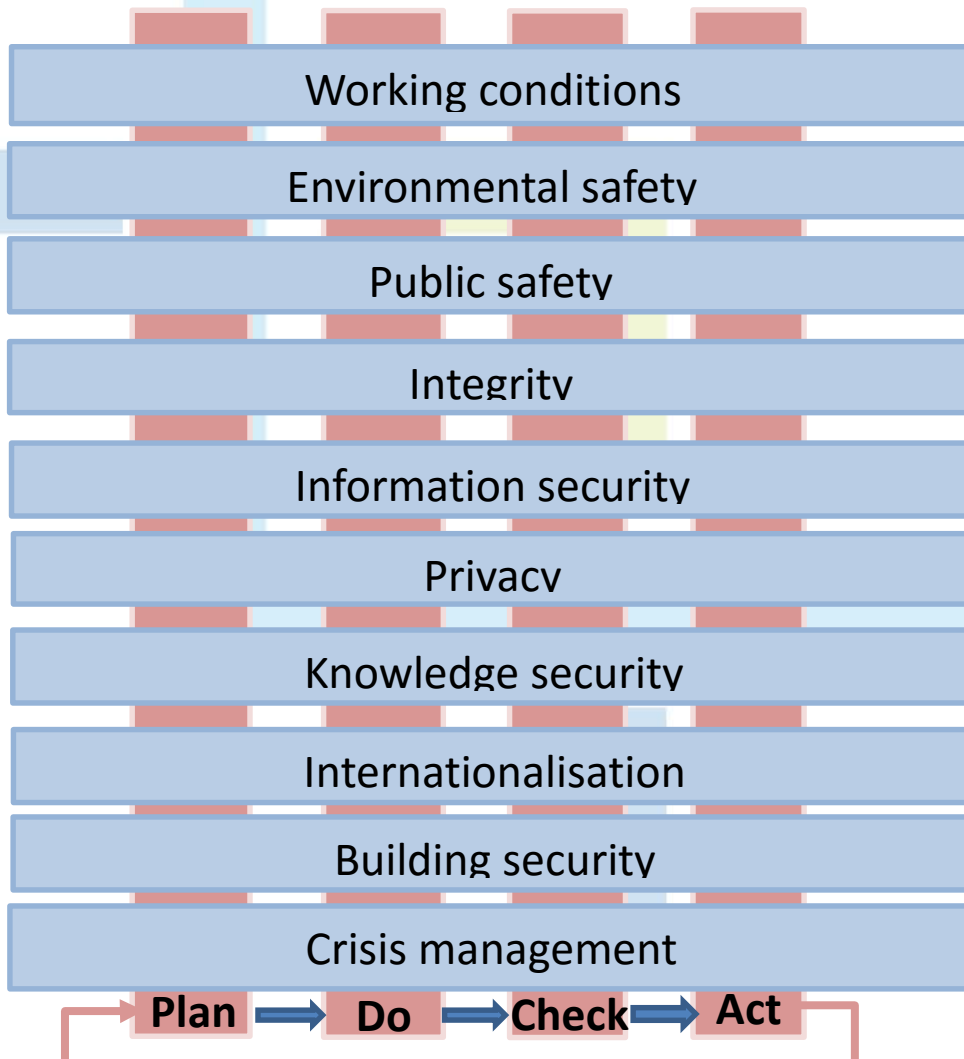 Working conditions
Environmental safety
Public safety
Integrity
Information security
Privacy
Knowledge security
Internationalisation
Building security
Crisis management
Plan Do Check Act